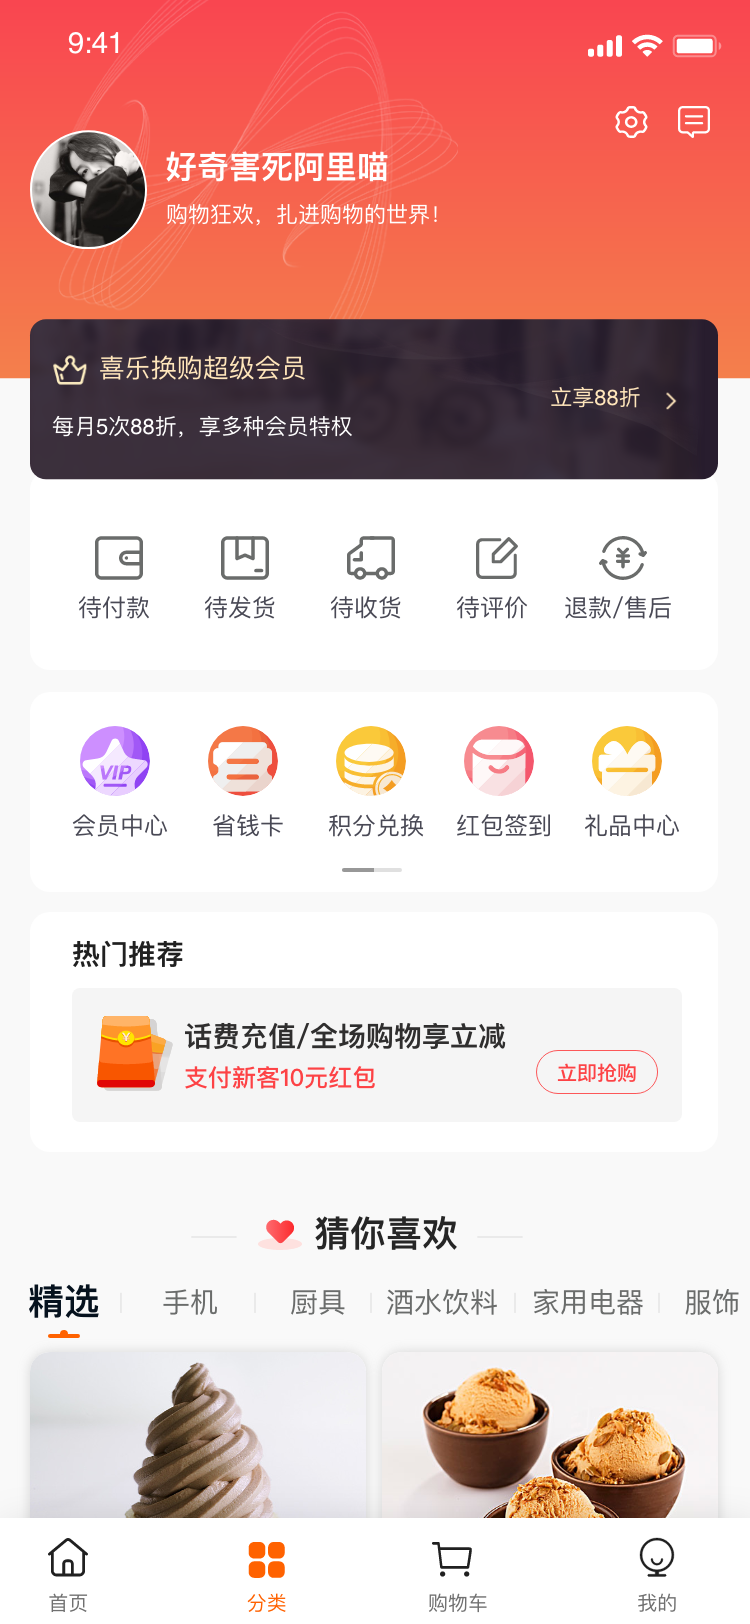 9:41
好奇害死阿里喵
购物狂欢，扎进购物的世界！
喜乐换购超级会员
立享88折
每月5次88折，享多种会员特权
待付款 待发货 待收货 待评价 退款/售后
VIP
会员中心 省钱卡 积分兑换 红包签到 礼品中心
热门推荐
话费充值/全场购物享立减
支付新客10元红包
立即抢购
猜你喜欢
精选 手机 厨具 酒水饮料 家用电器 服饰
首页 分类 购物车 我的